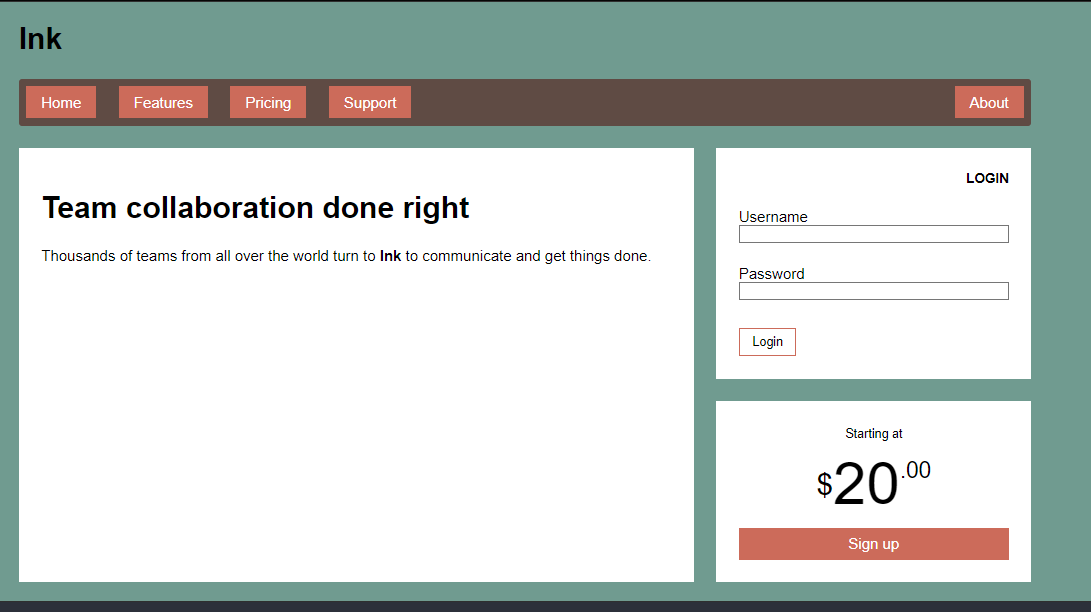 Ink
Home Features Pricing Support About
Team collaboration done right
Thousands of teams from all over the world turn to Ink to communicate and get things done.
LOGIN
Username
Password
Login
Starting at
$20.00
Sign up